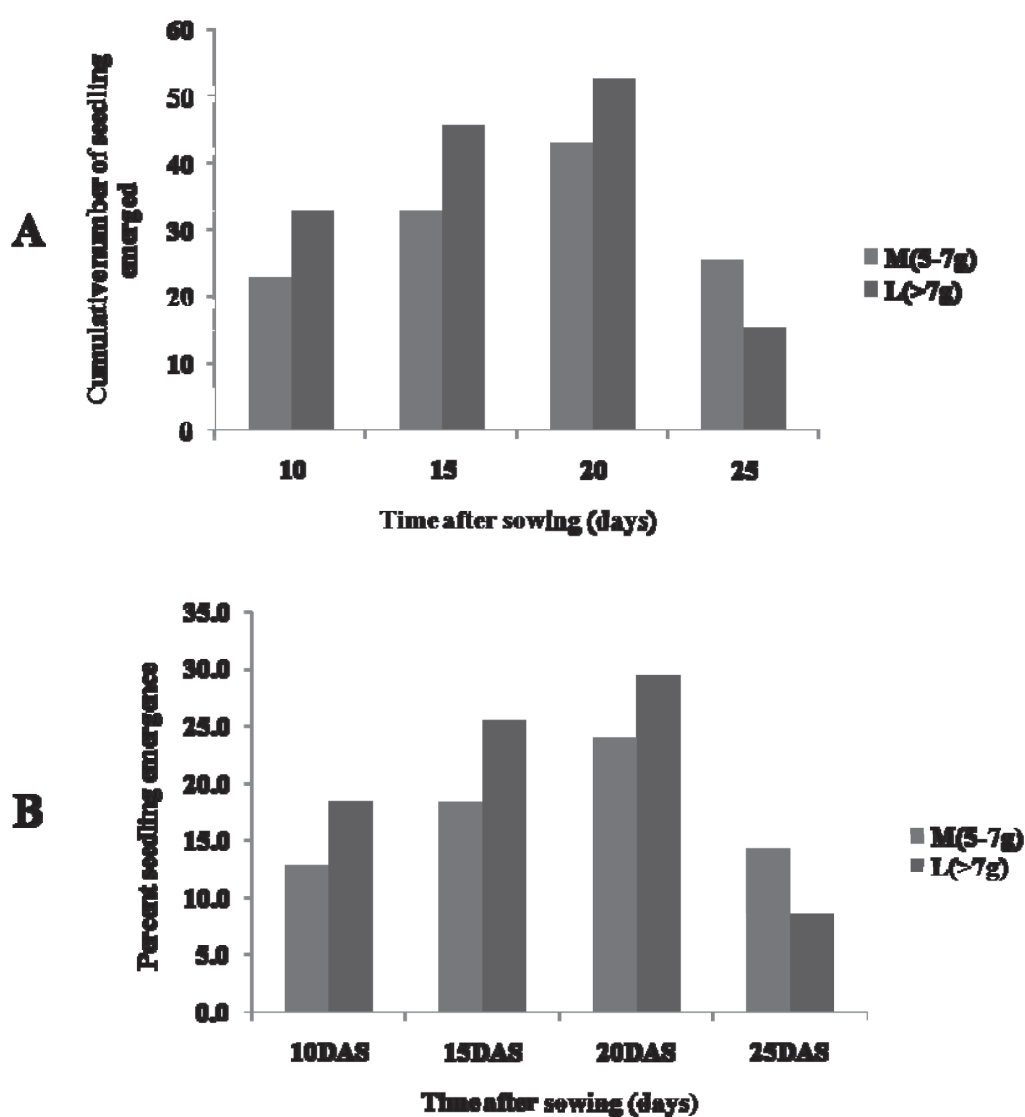 A
Cumulative number of seedling
emerged
60
50
40
30
20
10
0
10 15 20 25
Time after sowing (days)
M(5-7g)
L(>7g)
B
Percent seedling emergence
35.0
30.0
25.0
20.0
15.0
10.0
5.0
0.0
10DAS 15DAS 20DAS 25DAS
Time after sowing (days)
M(5-7g)
L(>7g)